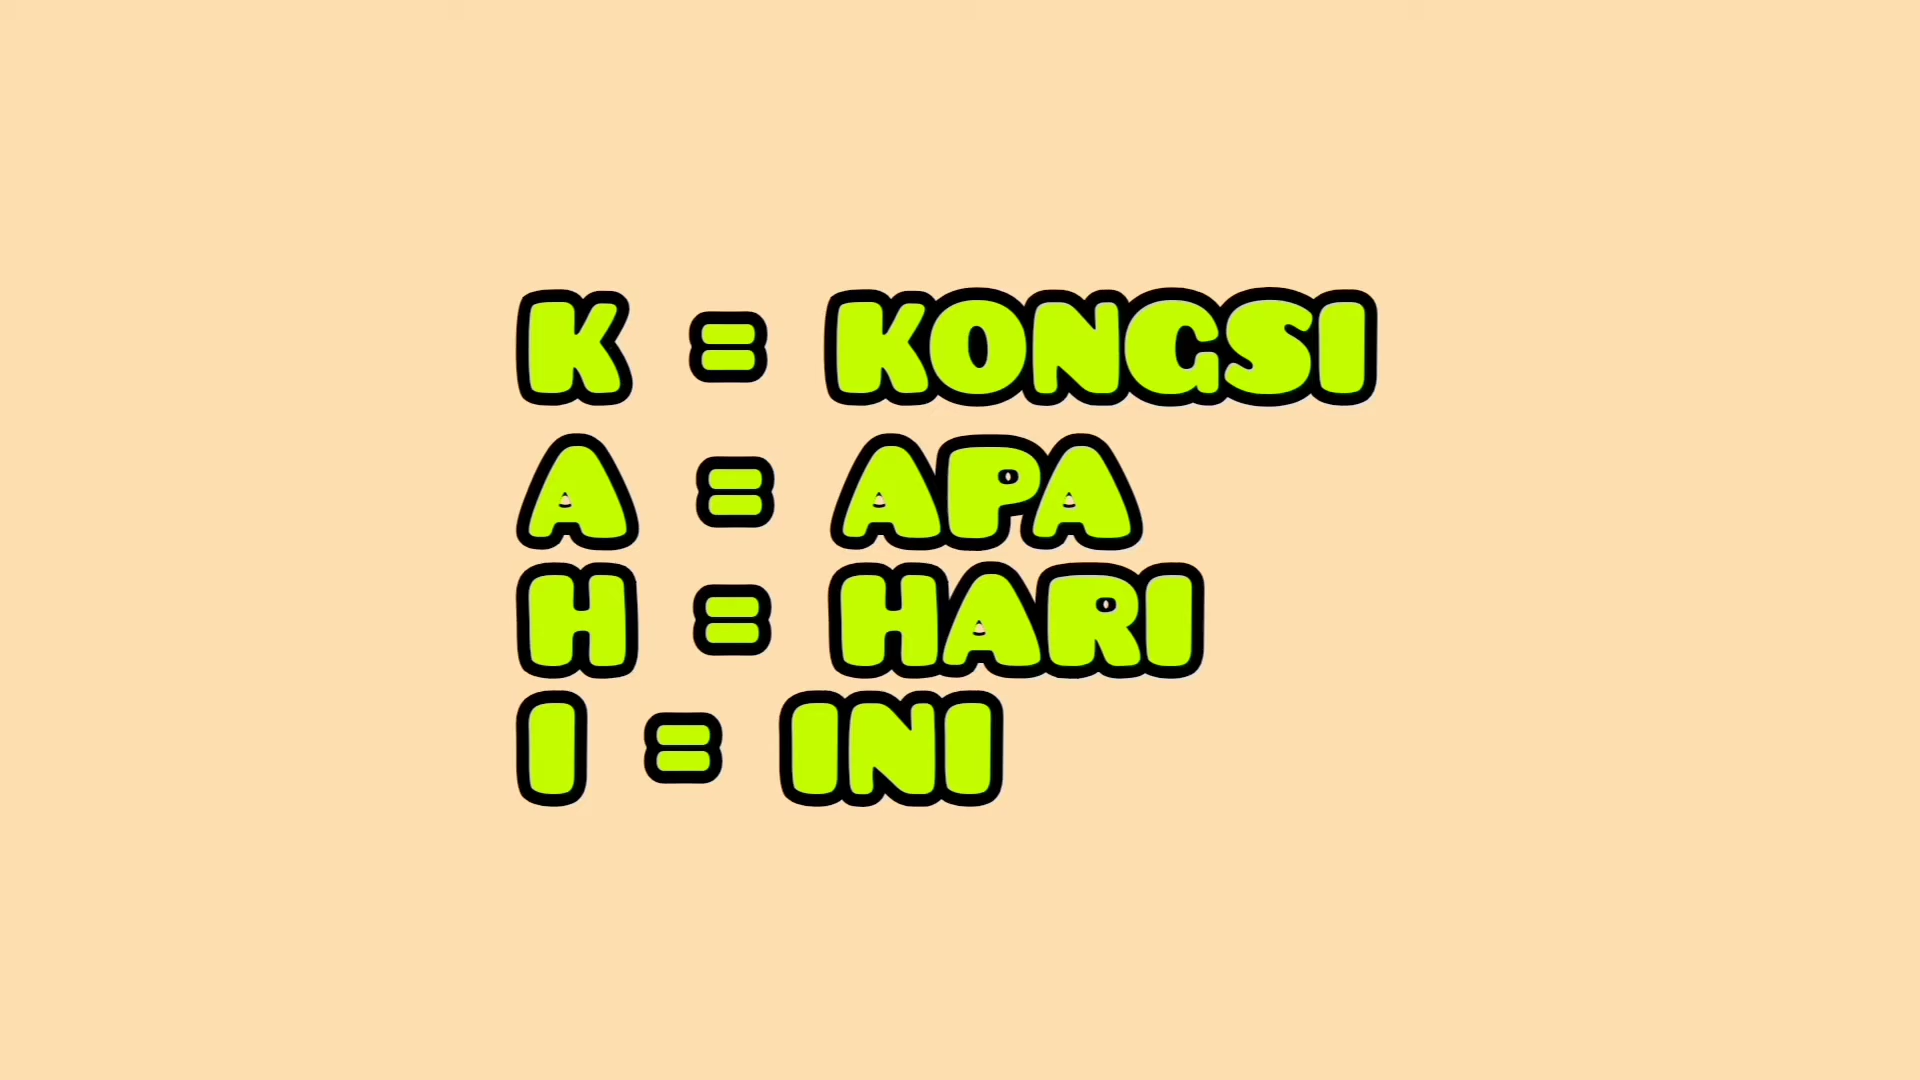 K = KONGSI
A = APA
H = HARI
I = INI